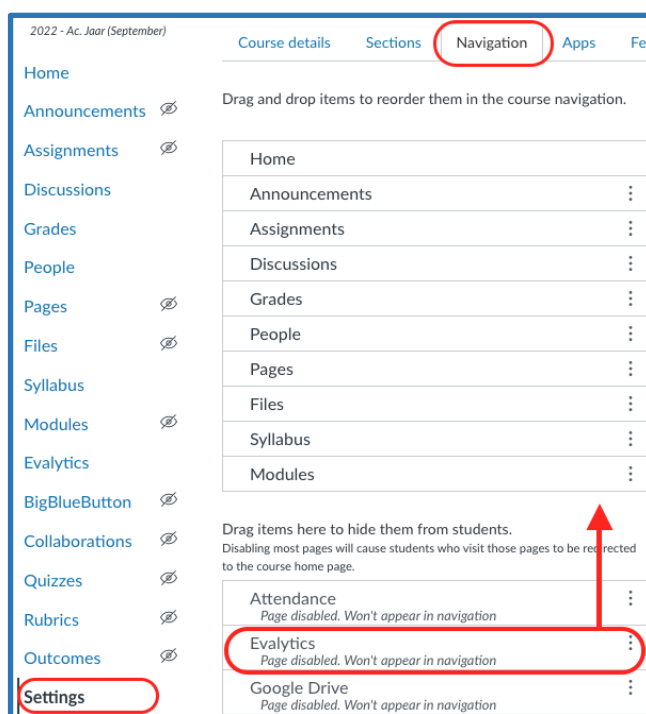 2022 - Ac. Jaar (September)
Home
Announcements
Assignments
Discussions
Grades
People
Pages
Files
Syllabus
Modules
Evalytics
BigBlueButton
Collaborations
Quizzes
Rubrics
Outcomes
Settings
Course details Sections Navigation Apps Fe
Drag and drop items to reorder them in the course navigation.
Home
Announcements
Assignments
Discussions
Grades
People
Pages
Files
Syllabus
Modules
Drag items here to hide them from students.
Disabling most pages will cause students who visit those pages to be redirected
to the course home page.
Attendance
Page disabled. Won't appear in navigation
Evalytics
Page disabled. Won't appear in navigation
Google Drive
Page disabled. Won't appear in navigation